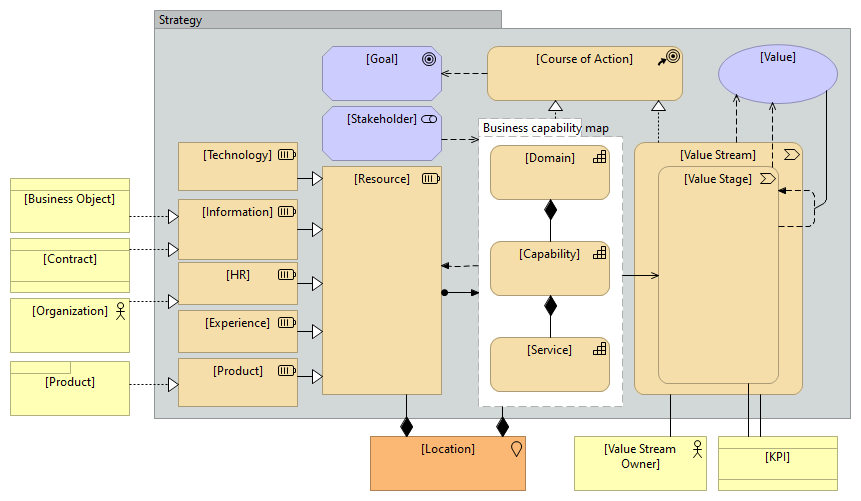 Strategy
[Goal]
[Course of Action]
[Value]
[Stakeholder]
Business capability map
[Technology]
[Resource]
[Domain]
[Value Stream]
[Value Stage]
[Business Object]
[Information]
[Contract]
[HR]
[Capability]
[Organization]
[Experience]
[Service]
[Product]
[Product]
[Location]
[Value Stream
Owner]
[KPI]